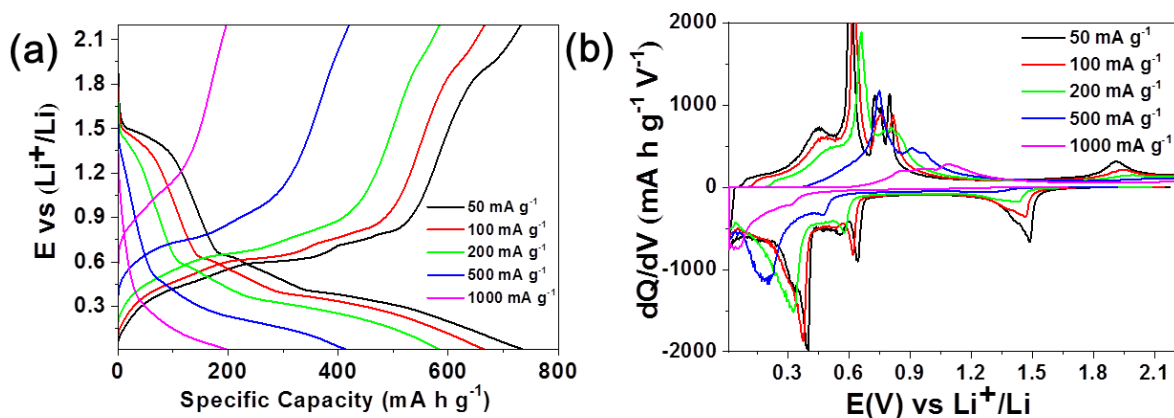 (a)
E vs (Li+/Li)
2.1
1.8
1.5
1.2
0.9
0.6
0.3
0 200 400 600 800
Specific Capacity (mA h g-1)
50 mA g-1
100 mA g-1
200 mA g-1
500 mA g-1
1000 mA g-1
(b)
dQ/dV (mA h g-1 V-1)
2000
1000
0
-1000
-2000
0.3 0.6 0.9 1.2 1.5 1.8 2.1
E(V) vs Li+/Li
50 mA g-1
100 mA g-1
200 mA g-1
500 mA g-1
1000 mA g-1